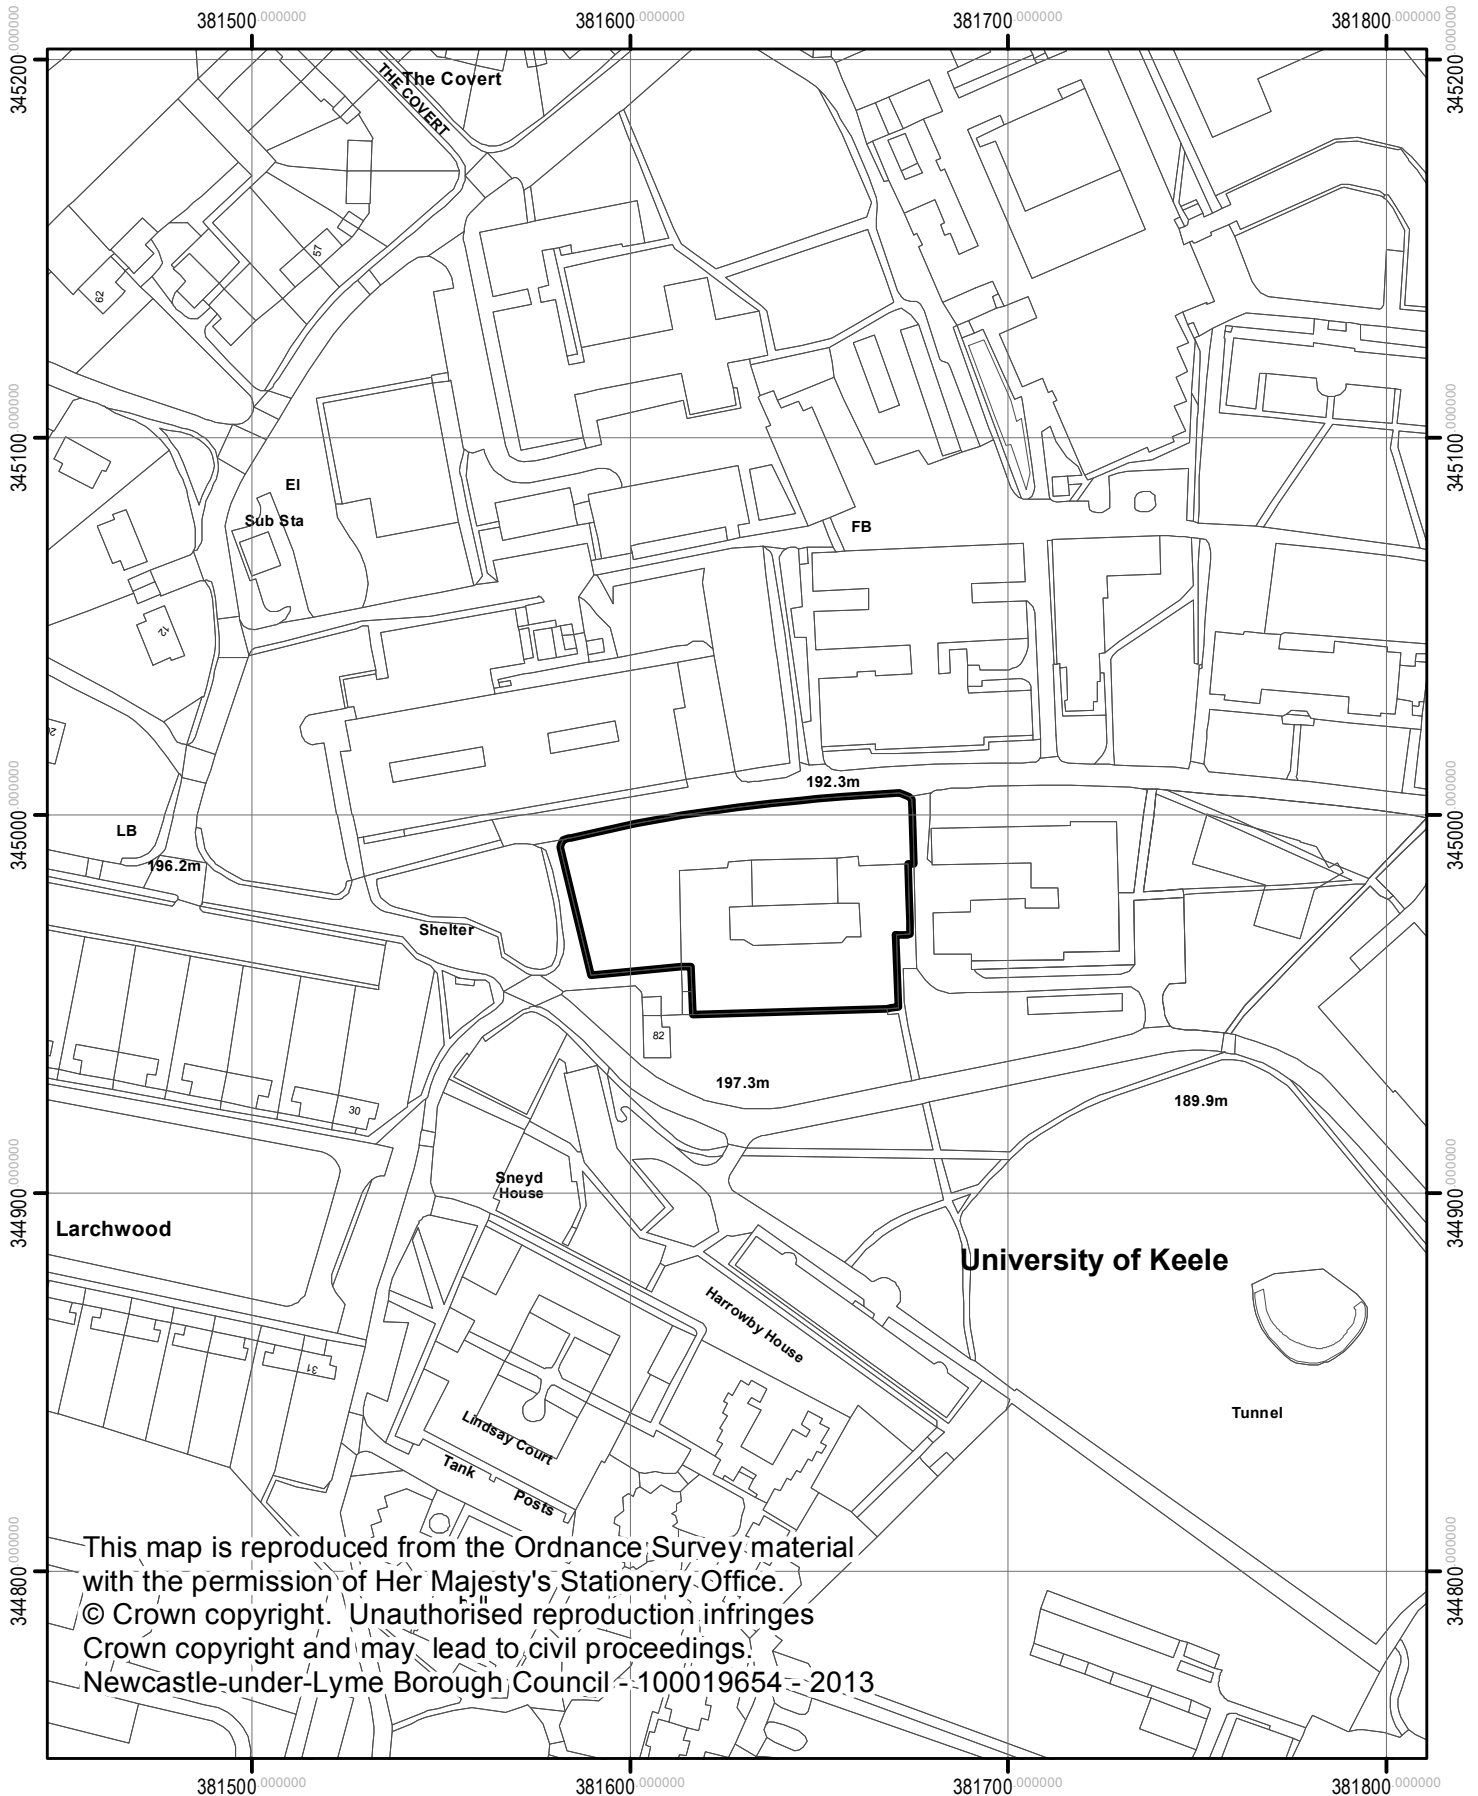 381500.000000
381600.000000
381700.000000
381800.000000
345200.000000
345200.000000
The Covert
THE COVERT
57
62
345100.000000
345100.000000
El
Sub Sta
FB
12
192.3m
345000.000000
345000.000000
LB
196.2m
Shelter
82
197.3m
30
189.9m
Sneyd
House
344900.000000
344900.000000
Larchwood
University of Keele
Harrowby House
31
Tunnel
Lindsay Court
Tank
Posts
344800.000000
344800.000000
This map is reproduced from the Ordnance Survey material
with the permission of Her Majesty's Stationery Office.
© Crown copyright. Unauthorised reproduction infringes
Crown copyright and may lead to civil proceedings.
Newcastle-under-Lyme Borough Council - 100019654 - 2013
381500.000000
381600.000000
381700.000000
381800.000000